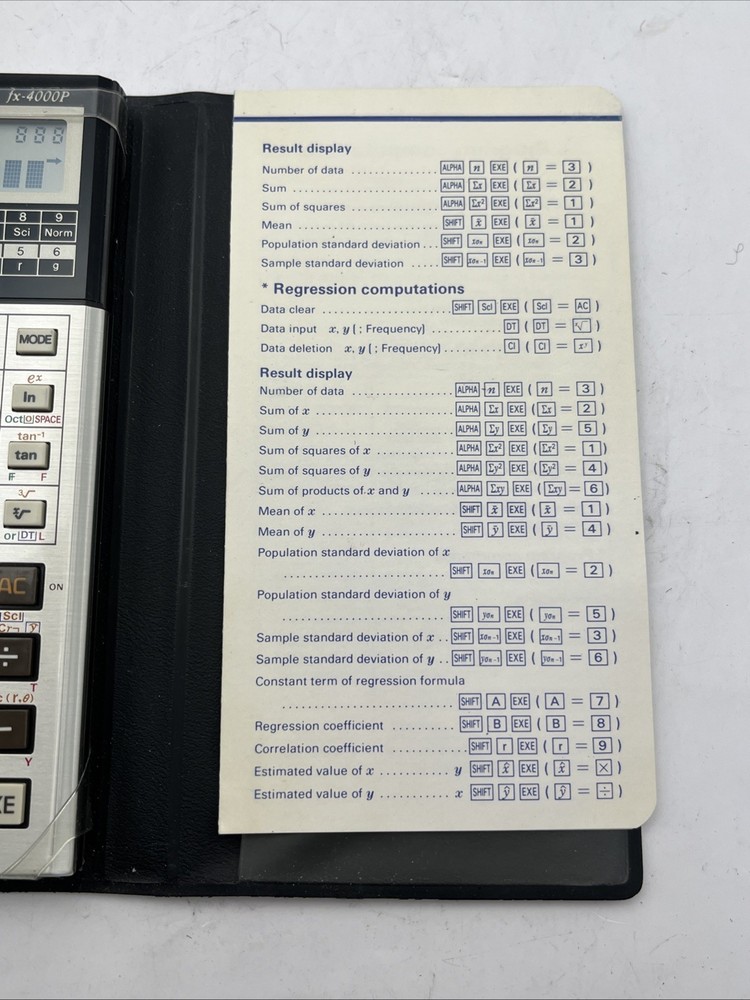 fx-4000P
888
8 9
Sci Norm
5 6
r g
MODE
eˣ
ln
Oct[O]SPACE
tan⁻¹
tan
F F
³√
ˣ√
or[DT]L
AC ON
[Scl]
ȳ
÷
T
(r,θ)
−
Y
XE
Result display
Number of data ............... [ALPHA] [n] [EXE] ( [n] = [3] )
Sum ......................... [ALPHA] [Σx] [EXE] ( [Σx] = [2] )
Sum of squares ................ [ALPHA] [Σx²] [EXE] ( [Σx²] = [1] )
Mean ......................... [SHIFT] [x̄] [EXE] ( [x̄] = [1] )
Population standard deviation ... [SHIFT] [xσn] [EXE] ( [xσn] = [2] )
Sample standard deviation ..... [SHIFT] [xσn-1] [EXE] ( [xσn-1] = [3] )
* Regression computations
Data clear ..................... [SHIFT] [Scl] [EXE] ( [Scl] = [AC] )
Data input x, y [ ; Frequency] ............ [DT] ( [DT] = [ˣ√] )
Data deletion x, y [ ; Frequency] .......... [Cl] ( [Cl] = [xʸ] )
Result display
Number of data .................. [ALPHA] [n] [EXE] ( [n] = [3] )
Sum of x ........................ [ALPHA] [Σx] [EXE] ( [Σx] = [2] )
Sum of y ........................ [ALPHA] [Σy] [EXE] ( [Σy] = [5] )
Sum of squares of x .............. [ALPHA] [Σx²] [EXE] ( [Σx²] = [1] )
Sum of squares of y .............. [ALPHA] [Σy²] [EXE] ( [Σy²] = [4] )
Sum of products of x and y ...... [ALPHA] [Σxy] [EXE] ( [Σxy] = [6] )
Mean of x ........................ [SHIFT] [x̄] [EXE] ( [x̄] = [1] )
Mean of y ........................ [SHIFT] [ȳ] [EXE] ( [ȳ] = [4] )
Population standard deviation of x
............................ [SHIFT] [xσn] [EXE] ( [xσn] = [2] )
Population standard deviation of y
............................ [SHIFT] [yσn] [EXE] ( [yσn] = [5] )
Sample standard deviation of x .. [SHIFT] [xσn-1] [EXE] ( [xσn-1] = [3] )
Sample standard deviation of y .. [SHIFT] [yσn-1] [EXE] ( [yσn-1] = [6] )
Constant term of regression formula
............................. [SHIFT] [A] [EXE] ( [A] = [7] )
Regression coefficient ........... [SHIFT] [B] [EXE] ( [B] = [8] )
Correlation coefficient ............. [SHIFT] [r] [EXE] ( [r] = [9] )
Estimated value of x ........... y [SHIFT] [x̂] [EXE] ( [x̂] = [×] )
Estimated value of y ........... x [SHIFT] [ŷ] [EXE] ( [ŷ] = [÷] )